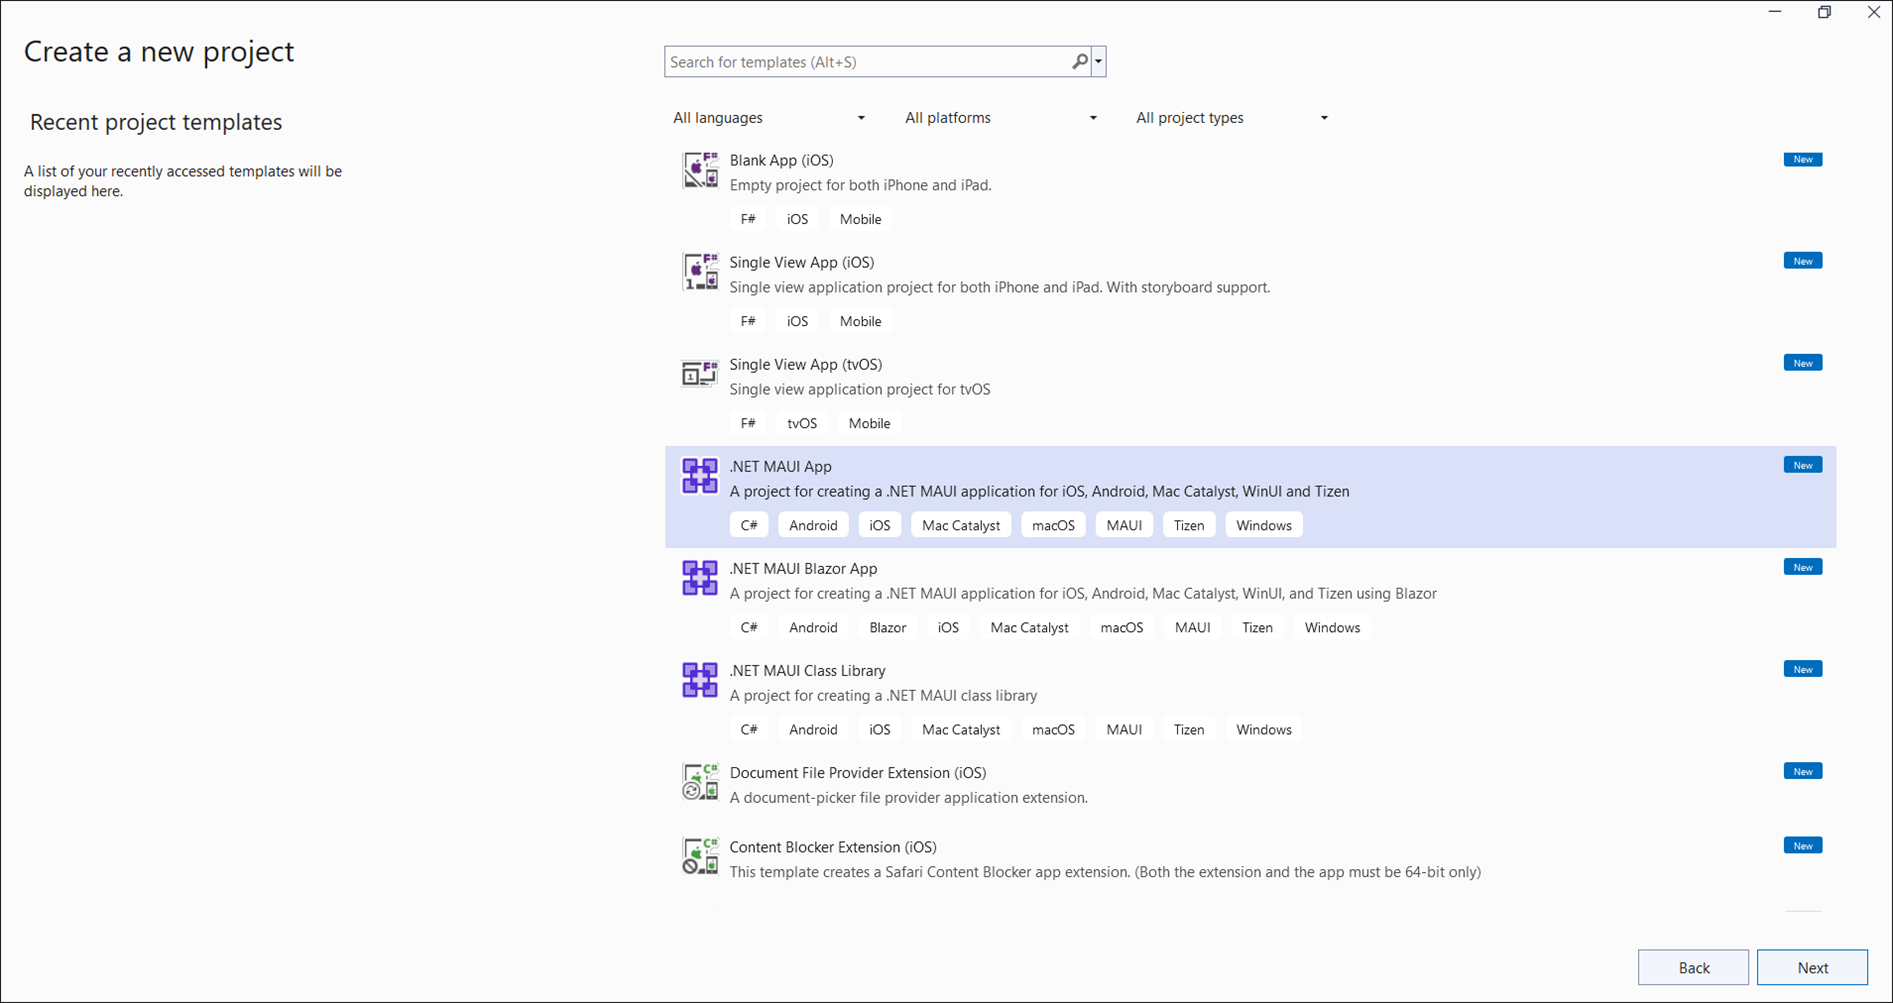 Create a new project
Search for templates (Alt+S)
Recent project templates
A list of your recently accessed templates will be
displayed here.
All languages
All platforms
All project types
Blank App (iOS)
New
Empty project for both iPhone and iPad.
F# iOS Mobile
Single View App (iOS)
New
Single view application project for both iPhone and iPad. With storyboard support.
F# iOS Mobile
Single View App (tvOS)
New
Single view application project for tvOS
F# tvOS Mobile
.NET MAUI App
New
A project for creating a .NET MAUI application for iOS, Android, Mac Catalyst, WinUI and Tizen
C# Android iOS Mac Catalyst macOS MAUI Tizen Windows
.NET MAUI Blazor App
New
A project for creating a .NET MAUI application for iOS, Android, Mac Catalyst, WinUI, and Tizen using Blazor
C# Android Blazor iOS Mac Catalyst macOS MAUI Tizen Windows
.NET MAUI Class Library
New
A project for creating a .NET MAUI class library
C# Android iOS Mac Catalyst macOS MAUI Tizen Windows
Document File Provider Extension (iOS)
New
A document-picker file provider application extension.
Content Blocker Extension (iOS)
New
This template creates a Safari Content Blocker app extension. (Both the extension and the app must be 64-bit only)
Back
Next